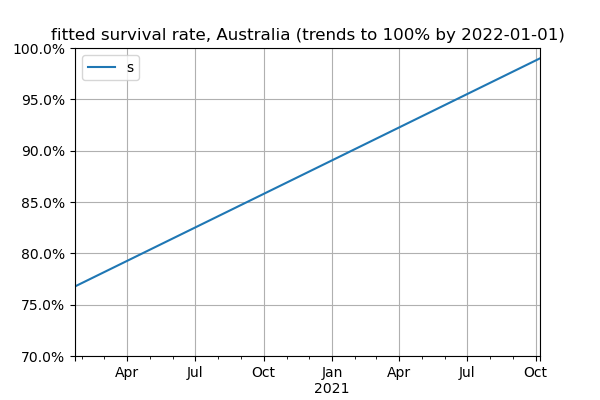 fitted survival rate, Australia (trends to 100% by 2022-01-01)
100.0%
s
95.0%
90.0%
85.0%
80.0%
75.0%
70.0%
Apr Jul Oct Jan Apr Jul Oct
2021